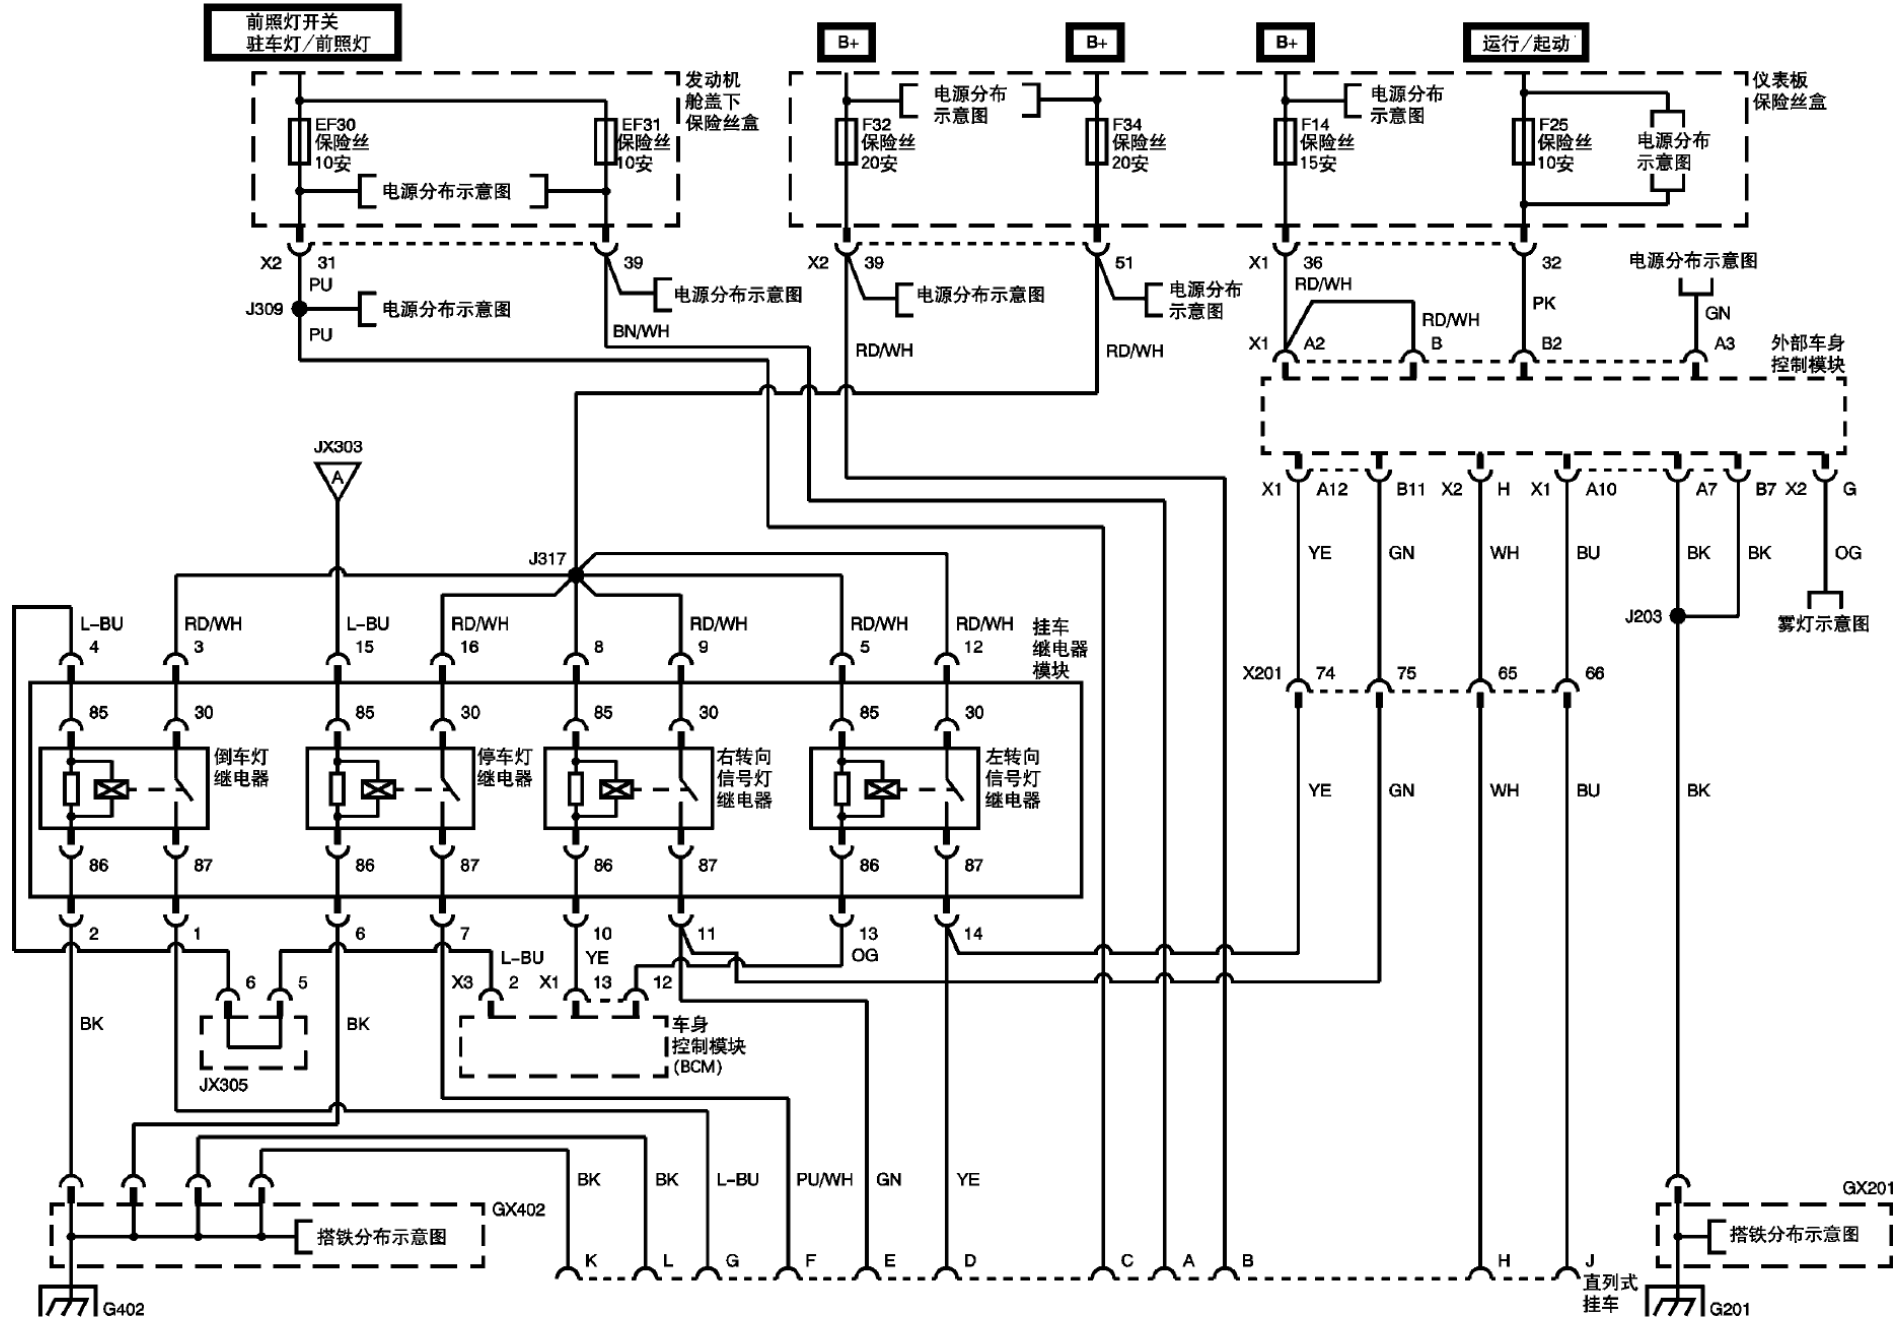 前照灯开关
驻车灯/前照灯
B+
B+
B+
运行/起动
发动机
舱盖下
保险丝盒
EF30
保险丝
10安
EF31
保险丝
10安
电源分布示意图
电源分布
示意图
F32
保险丝
20安
F34
保险丝
20安
电源分布
示意图
F14
保险丝
15安
F25
保险丝
10安
电源分布
示意图
仪表板
保险丝盒
X2
31
39
X2
39
51
X1
36
32
PU
J309
电源分布示意图
PU
电源分布示意图
BN/WH
电源分布示意图
RD/WH
电源分布
示意图
RD/WH
RD/WH
RD/WH
PK
电源分布示意图
GN
X1
A2
B
B2
A3
外部车身
控制模块
JX303
A
X1
A12
B11
X2
H
X1
A10
A7
B7
X2
G
YE
GN
WH
BU
BK
BK
OG
J317
J203
雾灯示意图
L-BU
RD/WH
L-BU
RD/WH
RD/WH
RD/WH
RD/WH
4
3
15
16
8
9
5
12
挂车
继电器
模块
X201
74
75
65
66
85
30
85
30
85
30
85
30
倒车灯
继电器
停车灯
继电器
右转向
信号灯
继电器
左转向
信号灯
继电器
YE
GN
WH
BU
BK
86
87
86
87
86
87
86
87
2
1
6
7
10
11
13
14
L-BU
YE
OG
6
5
X3
2
X1
13
12
BK
BK
JX305
车身
控制模块
(BCM)
BK
BK
L-BU
PU/WH
GN
YE
GX402
搭铁分布示意图
GX201
搭铁分布示意图
K
L
G
F
E
D
C
A
B
H
J
直列式
挂车
G402
G201